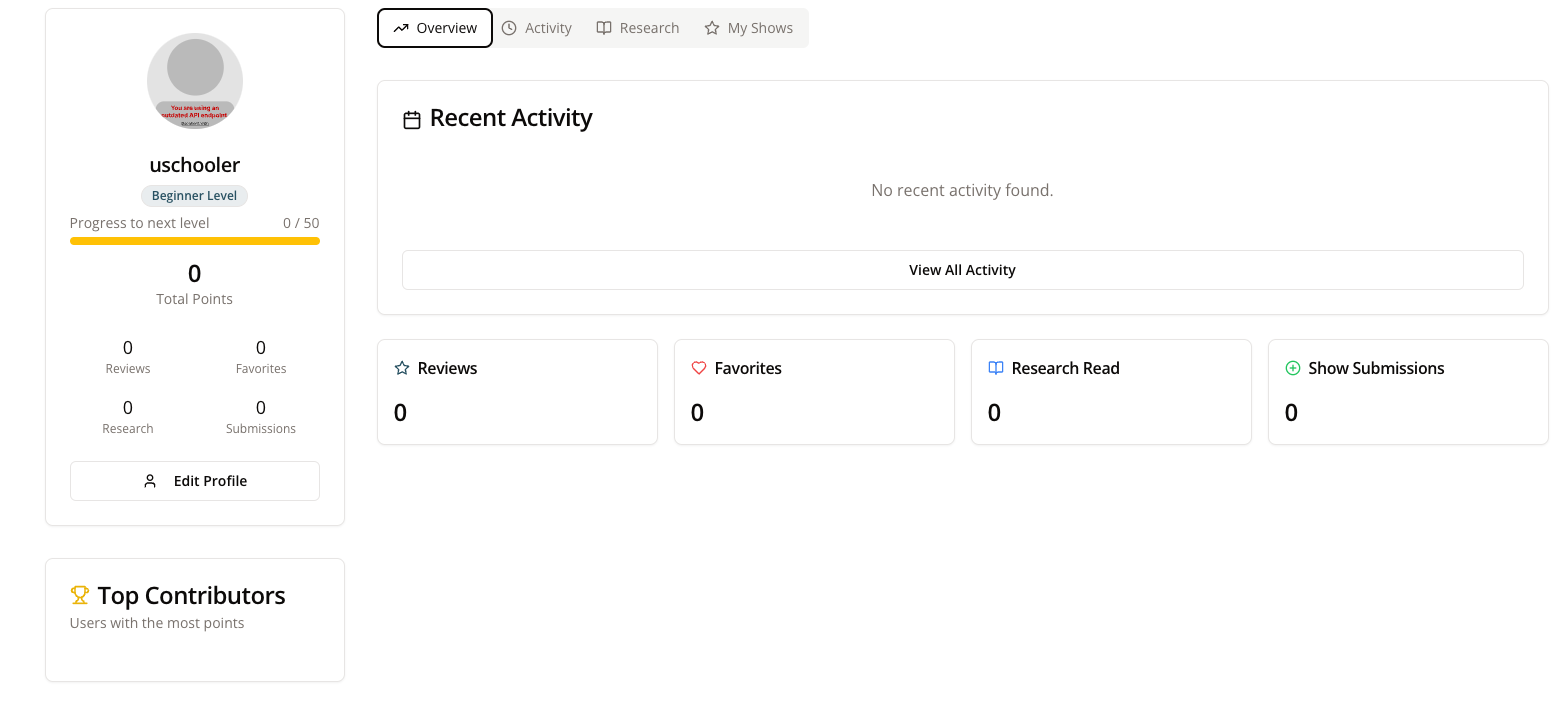 You are using an
outdated API endpoint
uschooler
Beginner Level
Progress to next level 0 / 50
0
Total Points
0 0
Reviews Favorites
0 0
Research Submissions
Edit Profile
Top Contributors
Users with the most points
Overview Activity Research My Shows
Recent Activity
No recent activity found.
View All Activity
Reviews Favorites Research Read Show Submissions
0 0 0 0